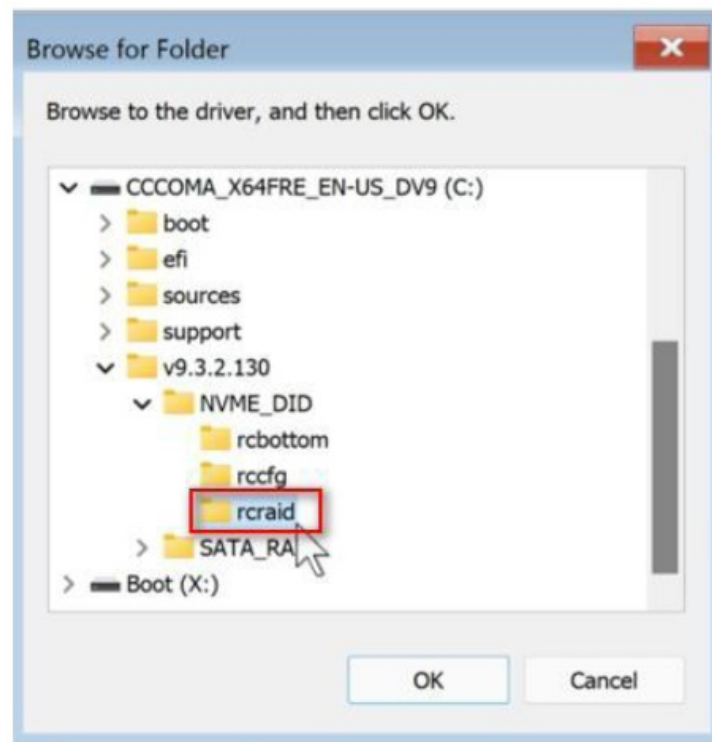 Browse for Folder
Browse to the driver, and then click OK.
CCCOMA_X64FRE_EN-US_DV9 (C:)
boot
efi
sources
support
v9.3.2.130
NVME_DID
rcbottom
rccfg
rcraid
SATA_RA
Boot (X:)
OK Cancel